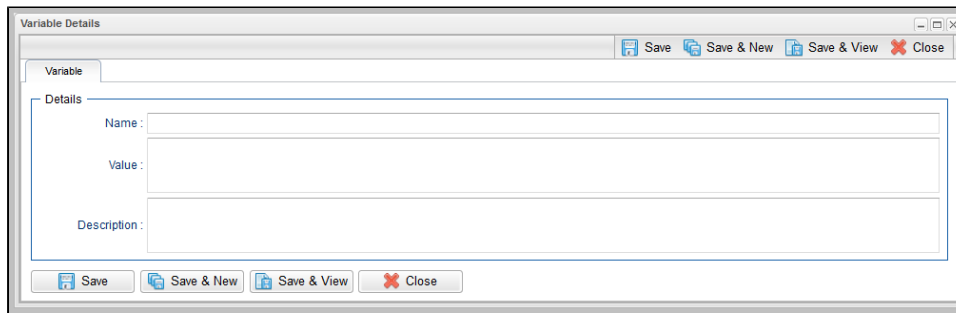 Variable Details
Save Save & New Save & View Close
Variable
Details
Name :
Value :
Description :
Save Save & New Save & View Close